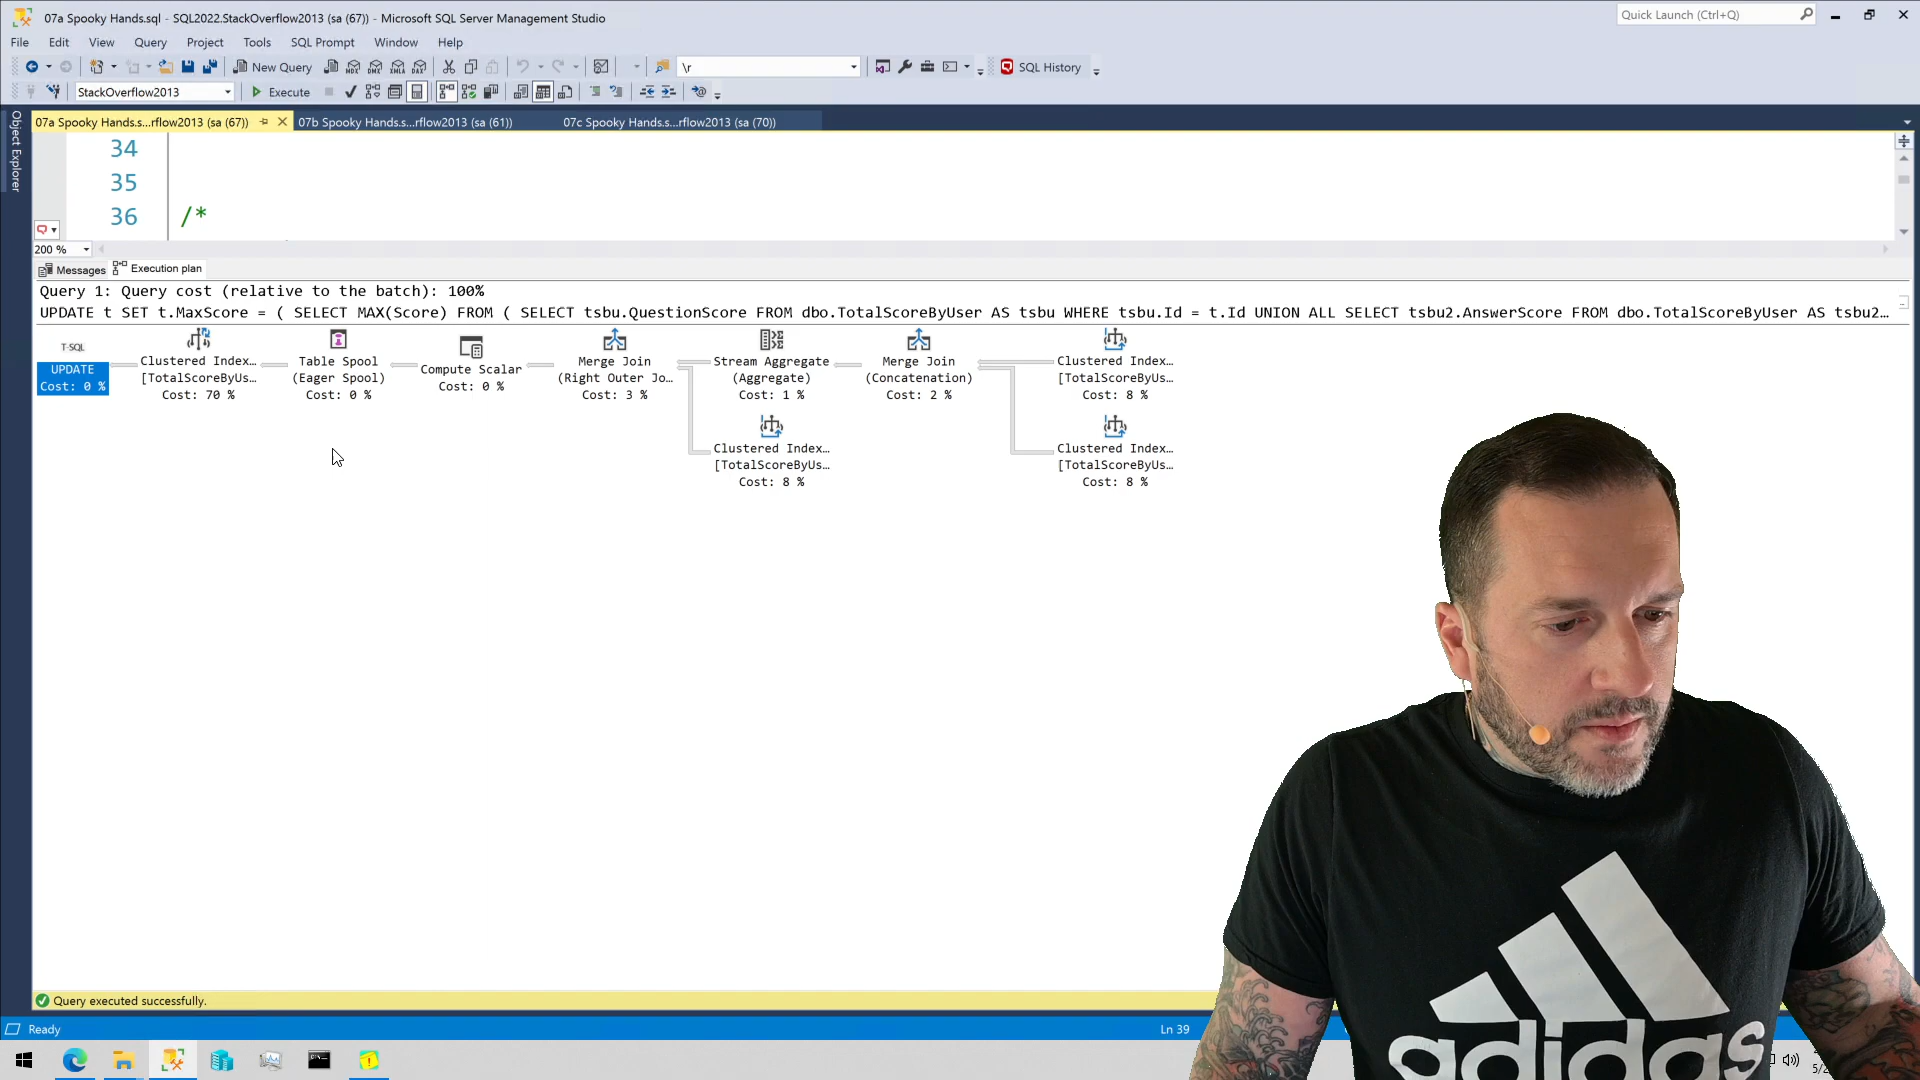 07a Spooky Hands.sql - SQL2022.StackOverflow2013 (sa (67)) - Microsoft SQL Server Management Studio
Quick Launch (Ctrl+Q)
File Edit View Query Project Tools SQL Prompt Window Help
New Query
MDX DMX XMLA DAX
\r
SQL History
StackOverflow2013
Execute
Object Explorer
07a Spooky Hands.s...rflow2013 (sa (67))
07b Spooky Hands.s...rflow2013 (sa (61))
07c Spooky Hands.s...rflow2013 (sa (70))
34
35
36 /*
200 %
Messages Execution plan
Query 1: Query cost (relative to the batch): 100%
UPDATE t SET t.MaxScore = ( SELECT MAX(Score) FROM ( SELECT tsbu.QuestionScore FROM dbo.TotalScoreByUser AS tsbu WHERE tsbu.Id = t.Id UNION ALL SELECT tsbu2.AnswerScore FROM dbo.TotalScoreByUser AS tsbu2...
T-SQL
UPDATE
Cost: 0 %
Clustered Index...
[TotalScoreByUs...
Cost: 70 %
Table Spool
(Eager Spool)
Cost: 0 %
Compute Scalar
Cost: 0 %
Merge Join
(Right Outer Jo...
Cost: 3 %
Stream Aggregate
(Aggregate)
Cost: 1 %
Merge Join
(Concatenation)
Cost: 2 %
Clustered Index...
[TotalScoreByUs...
Cost: 8 %
Clustered Index...
[TotalScoreByUs...
Cost: 8 %
Clustered Index...
[TotalScoreByUs...
Cost: 8 %
Query executed successfully.
Ready
Ln 39
adidas